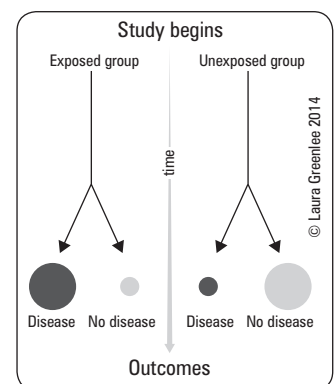 Study begins
Exposed group
Unexposed group
time
© Laura Greenlee 2014
Disease
No disease
Disease
No disease
Outcomes